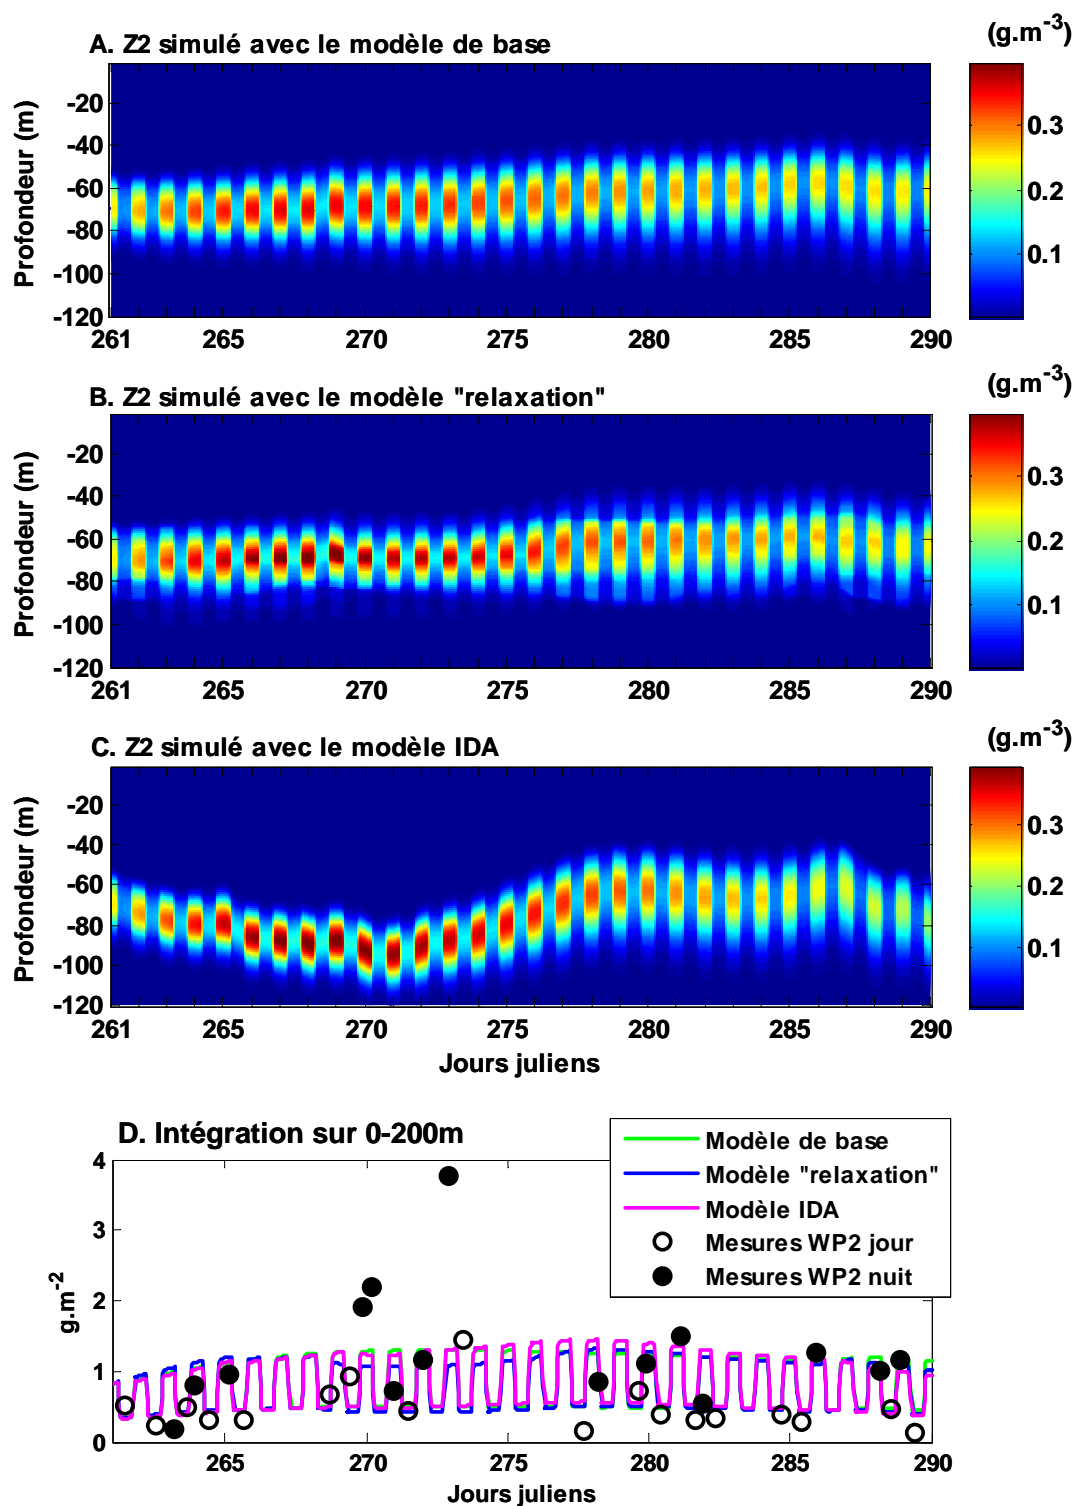 A. Z2 simulé avec le modèle de base
(g.m-3)
Profondeur (m)
-20
-40
-60
-80
-100
-120
261 265 270 275 280 285 290
0.3
0.2
0.1
B. Z2 simulé avec le modèle "relaxation"
(g.m-3)
Profondeur (m)
-20
-40
-60
-80
-100
-120
261 265 270 275 280 285 290
0.3
0.2
0.1
C. Z2 simulé avec le modèle IDA
(g.m-3)
Profondeur (m)
-20
-40
-60
-80
-100
-120
261 265 270 275 280 285 290
0.3
0.2
0.1
Jours juliens
D. Intégration sur 0-200m
Modèle de base
Modèle "relaxation"
Modèle IDA
Mesures WP2 jour
Mesures WP2 nuit
g.m-2
4
3
2
1
0
265 270 275 280 285 290
Jours juliens